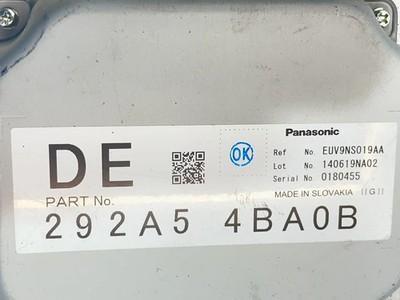 DE
OK
Panasonic
Ref No. EUV9NS019AA
Lot No. 140619NA02
Serial No 0180455
MADE IN SLOVAKIA IIGII
PART No.
292A5 4BA0B